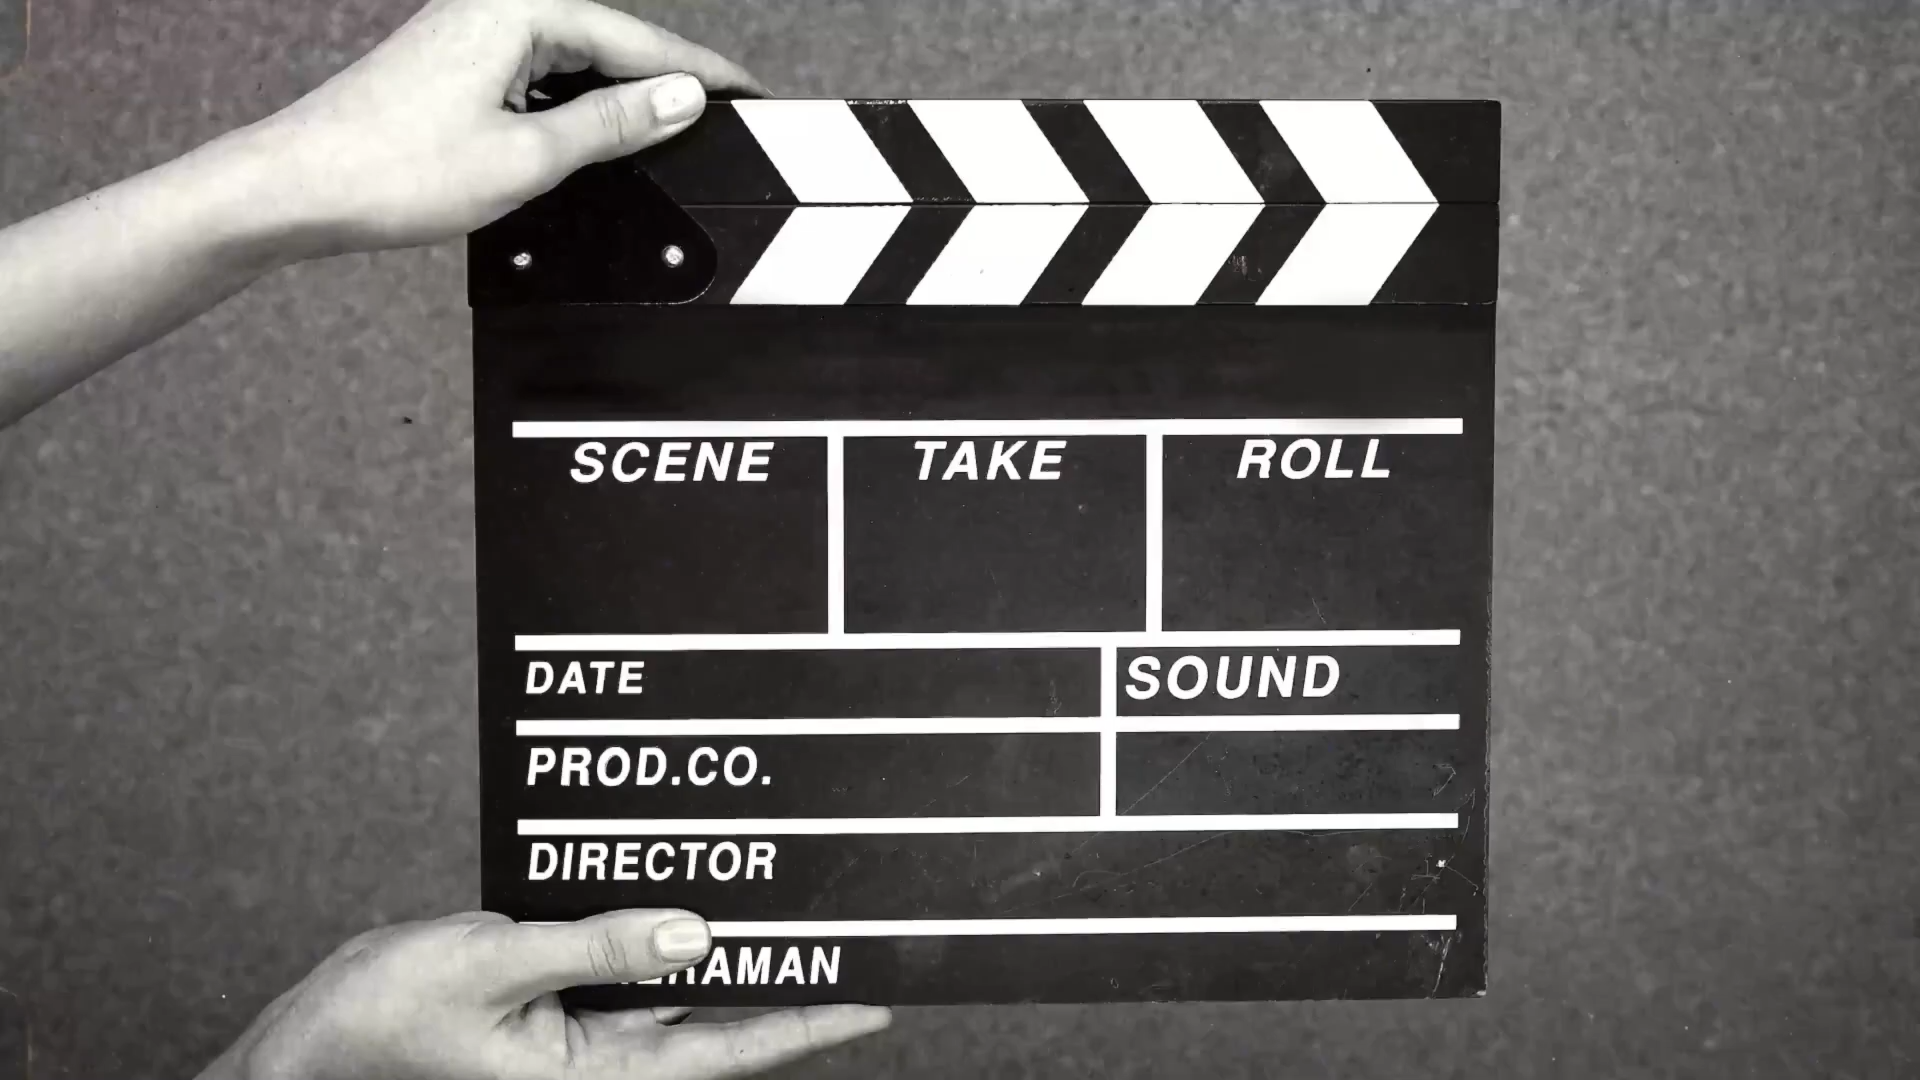 SCENE TAKE ROLL
DATE SOUND
PROD.CO.
DIRECTOR